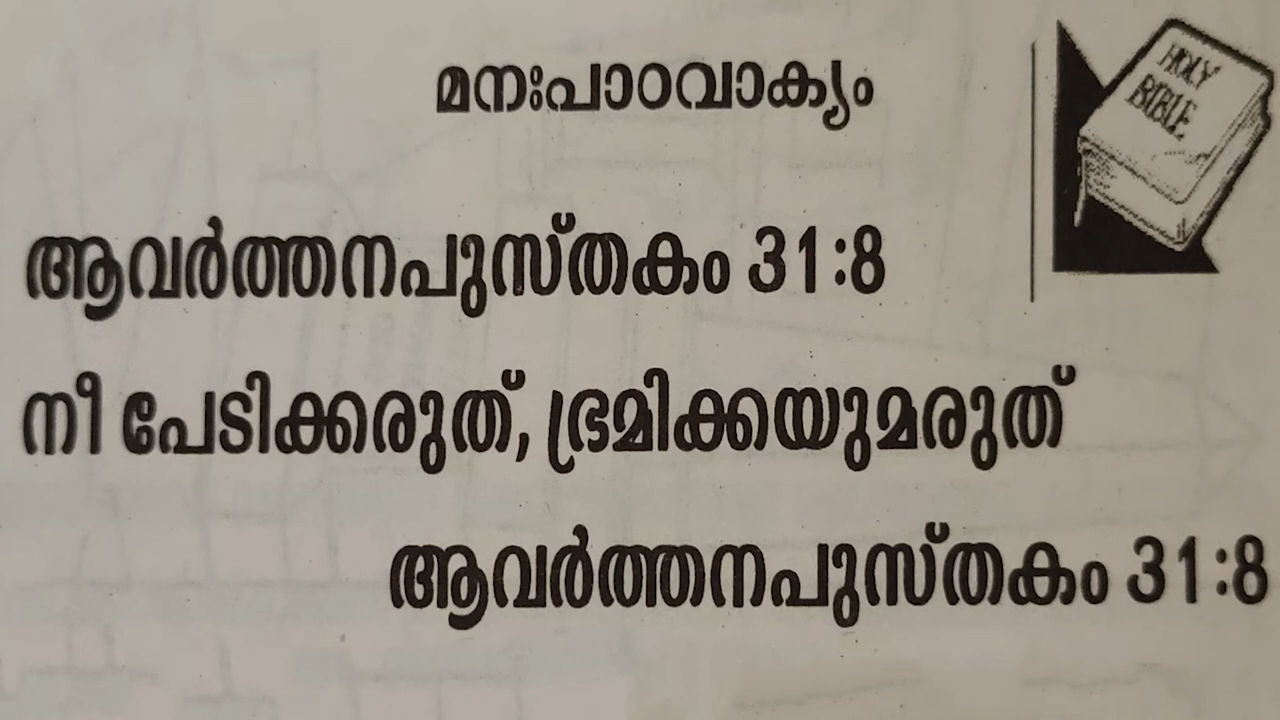 മനഃപാഠവാക്യം
HOLY
BIBLE
ആവർത്തനപുസ്തകം 31:8
നീ പേടിക്കരുത്, ഭ്രമിക്കയുമരുത്
ആവർത്തനപുസ്തകം 31:8